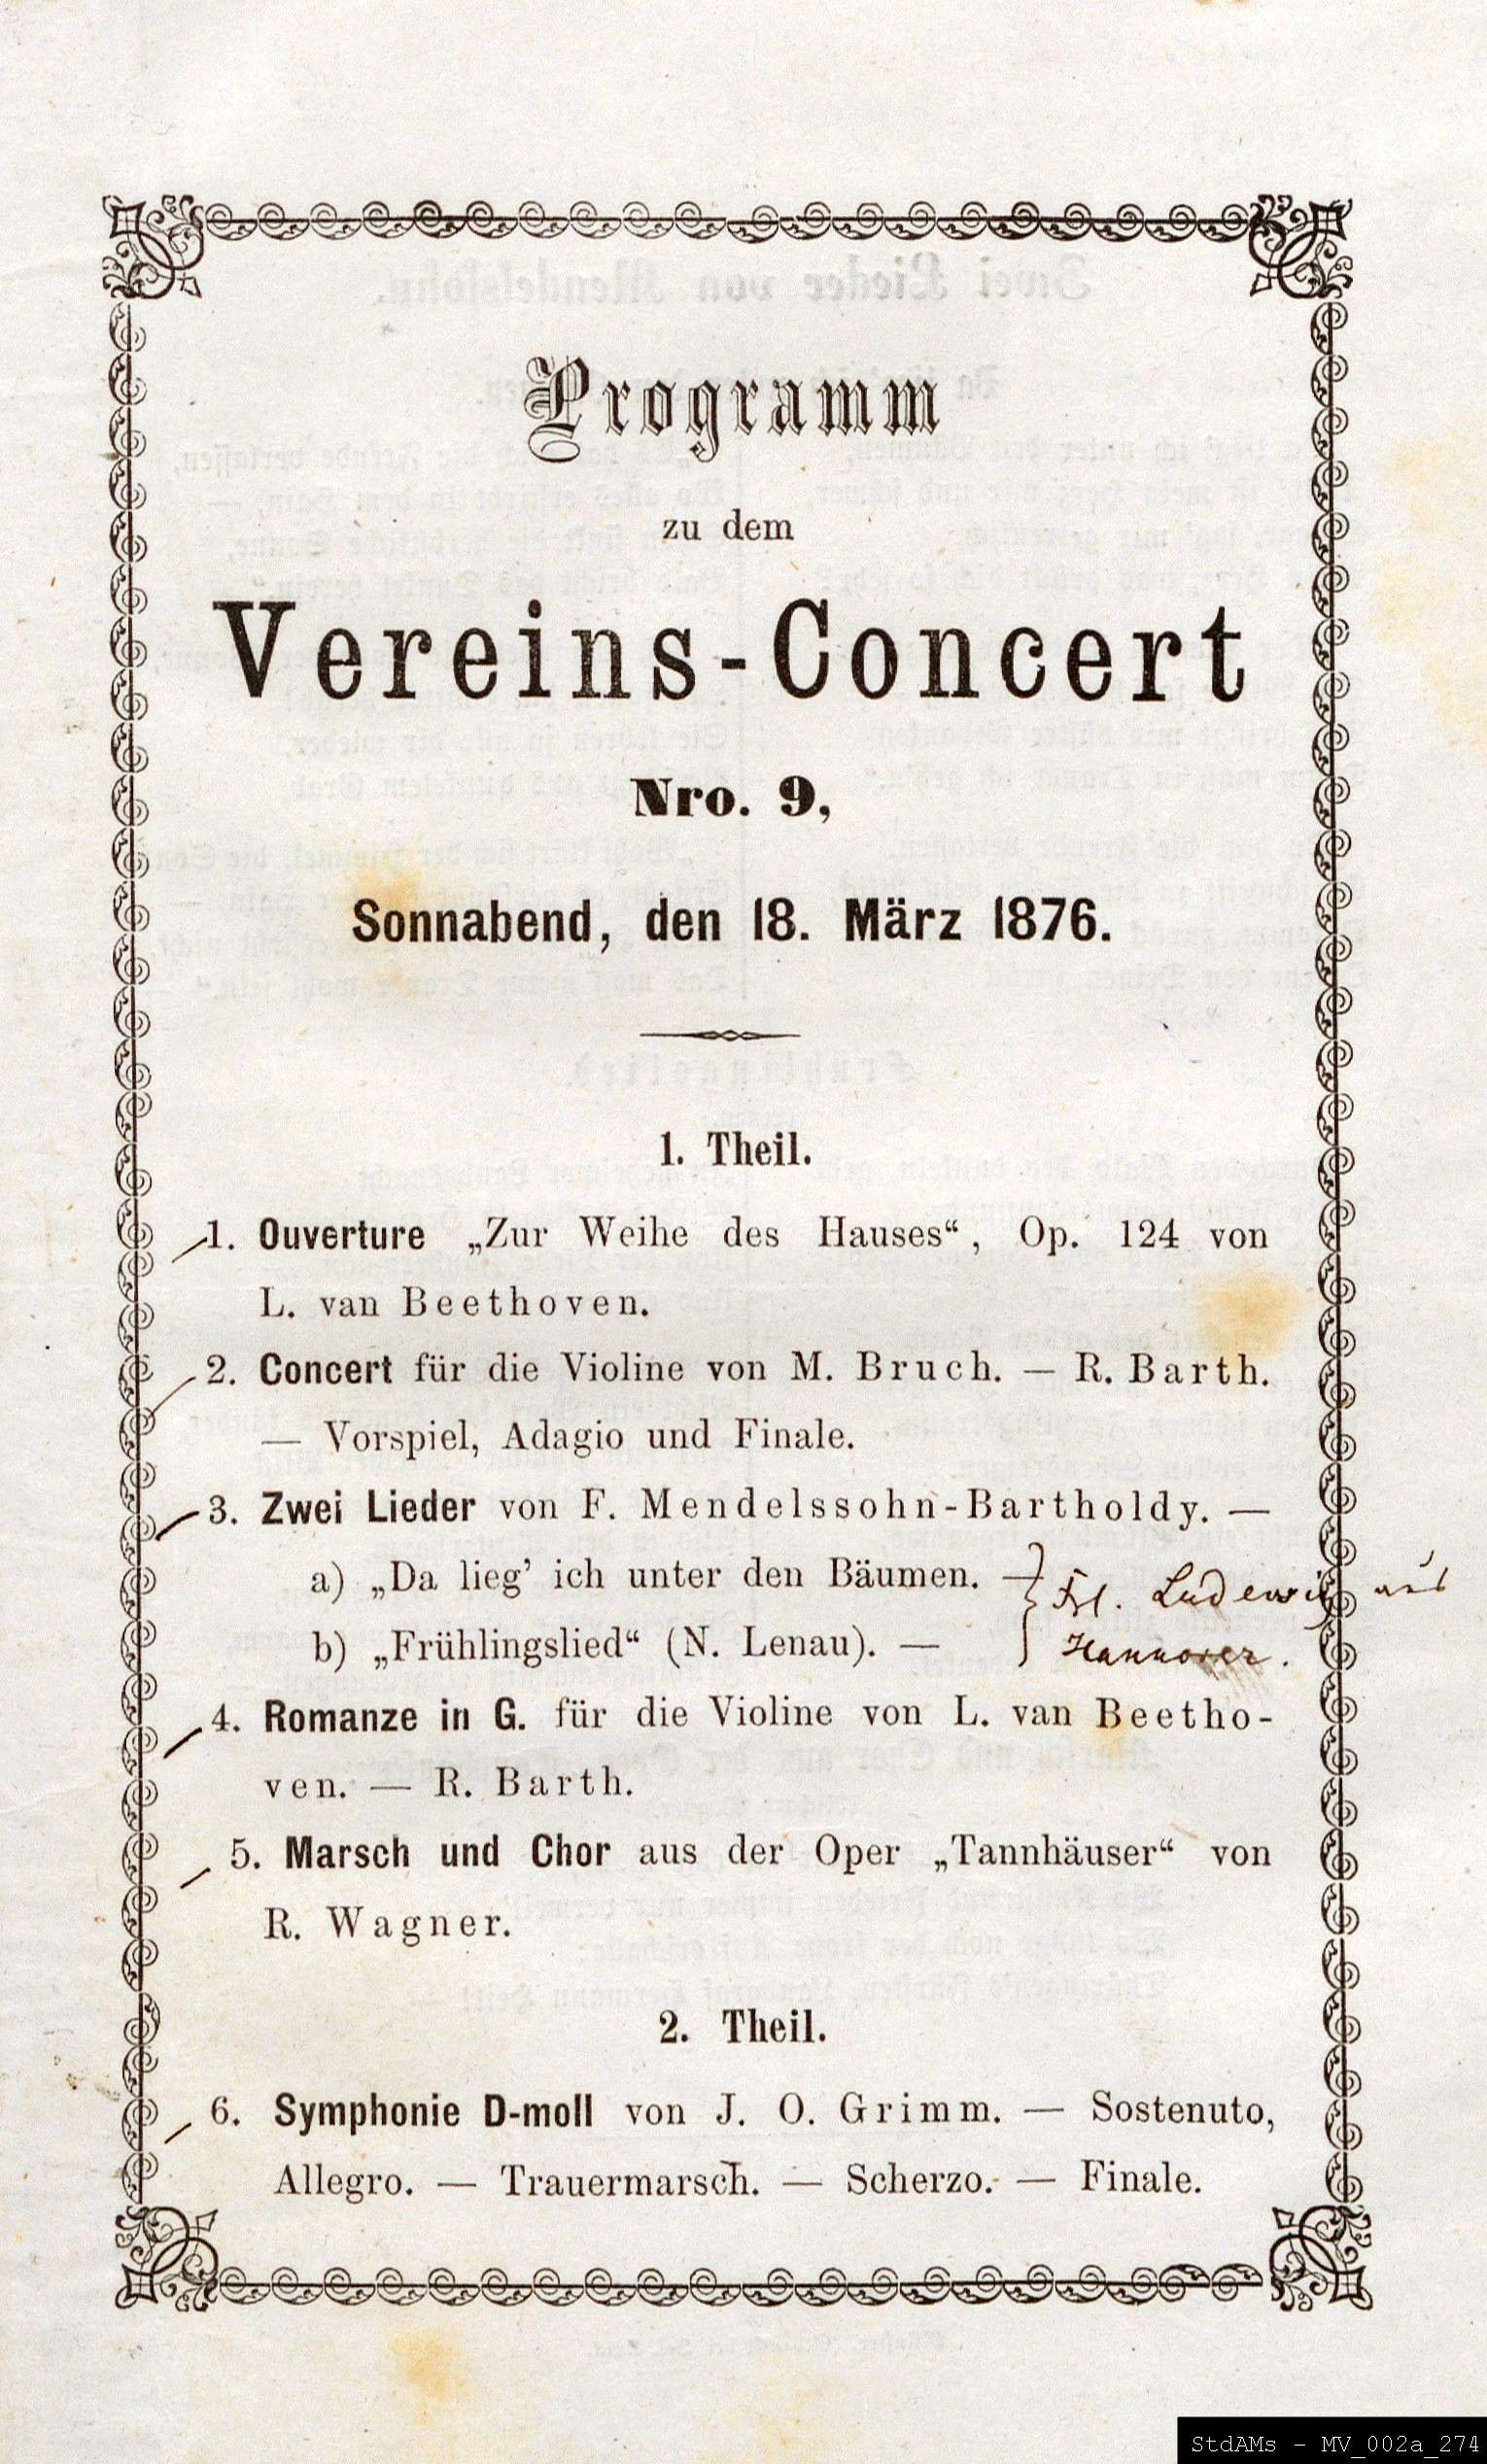 Programm
zu dem
Vereins-Concert
Nro. 9,
Sonnabend, den 18. März 1876.
1. Theil.
1. Ouverture „Zur Weihe des Hauses“, Op. 124 von
L. van Beethoven.
2. Concert für die Violine von M. Bruch. — R. Barth.
— Vorspiel, Adagio und Finale.
3. Zwei Lieder von F. Mendelssohn-Bartholdy. —
a) „Da lieg’ ich unter den Bäumen. — Frl. Ludewig aus
b) „Frühlingslied“ (N. Lenau). — Hannover.
4. Romanze in G. für die Violine von L. van Beetho-
ven. — R. Barth.
5. Marsch und Chor aus der Oper „Tannhäuser“ von
R. Wagner.
2. Theil.
6. Symphonie D-moll von J. O. Grimm. — Sostenuto,
Allegro. — Trauermarsch. — Scherzo. — Finale.
StdAMs – MV_002a_274